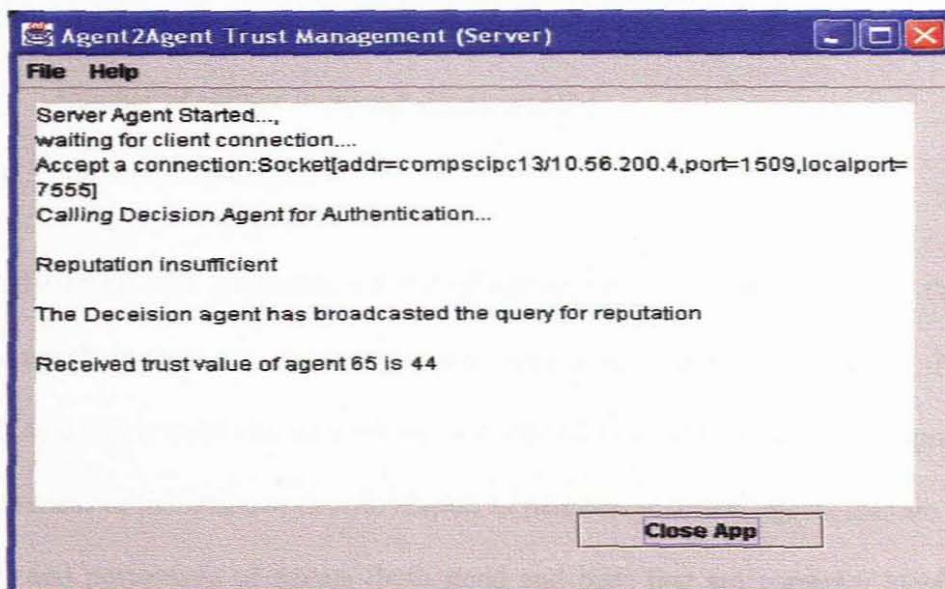 Agent2Agent Trust Management (Server)
File Help
Server Agent Started...,
waiting for client connection....
Accept a connection:Socket[addr=compscipc13/10.56.200.4,port=1509,localport=
7555]
Calling Decision Agent for Authentication...
Reputation insufficient
The Deceision agent has broadcasted the query for reputation
Received trust value of agent 65 is 44
Close App